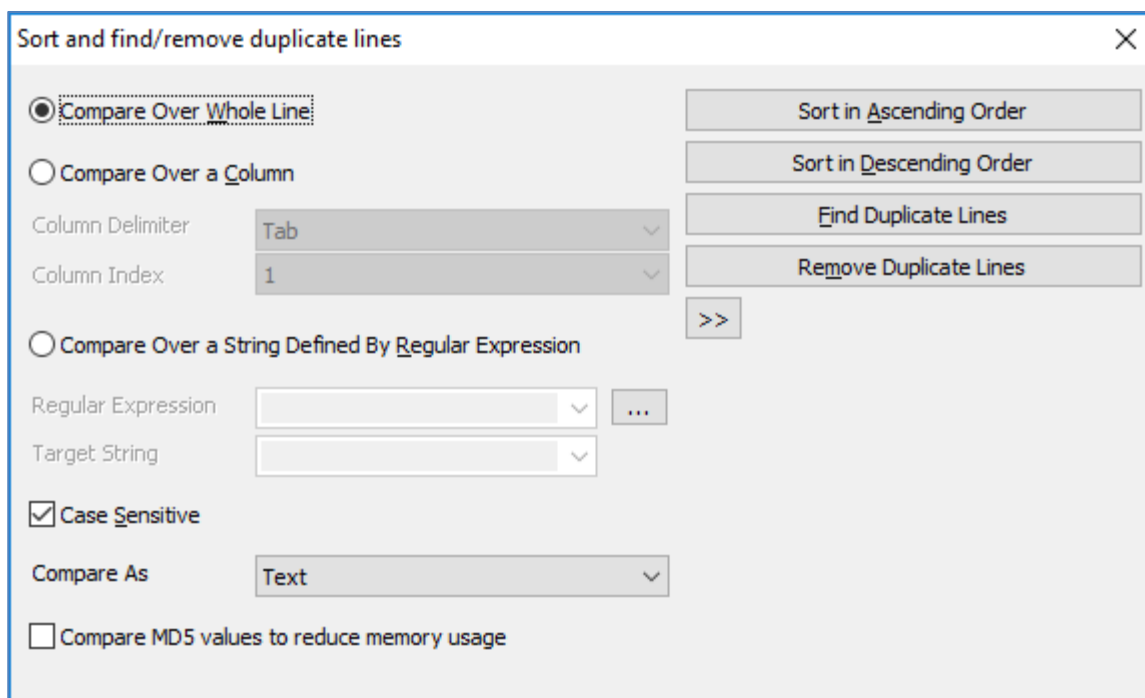 Sort and find/remove duplicate lines
Compare Over Whole Line
Compare Over a Column
Column Delimiter
Tab
Column Index
1
Compare Over a String Defined By Regular Expression
Regular Expression
...
Target String
Case Sensitive
Compare As
Text
Compare MD5 values to reduce memory usage
Sort in Ascending Order
Sort in Descending Order
Find Duplicate Lines
Remove Duplicate Lines
>>